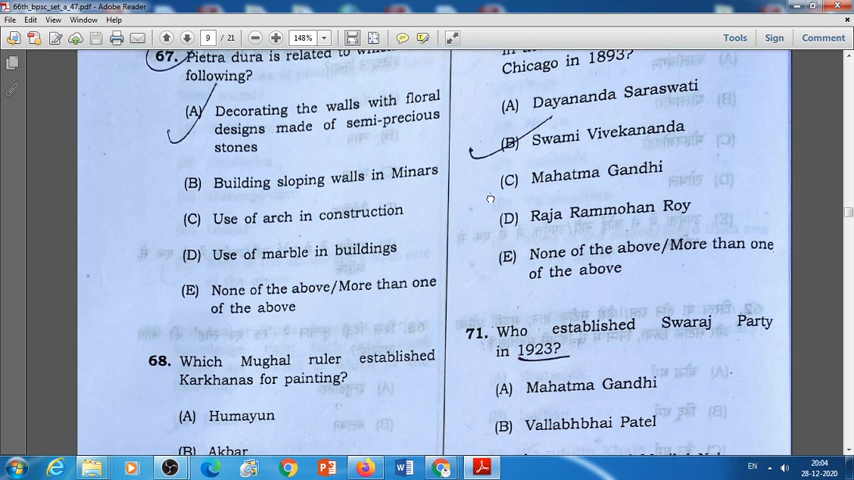 66th_bpsc_set_a_47.pdf - Adobe Reader
File Edit View Window Help
9 / 21
148%
Tools
Sign
Comment
67. Pietra dura is related to
following?
(A) Decorating the walls with floral
designs made of semi-precious
stones
(B) Building sloping walls in Minars
(C) Use of arch in construction
(D) Use of marble in buildings
(E) None of the above/More than one
of the above
68. Which Mughal ruler established
Karkhanas for painting?
(A) Humayun
(B) Akbar
Chicago in 1893?
(A) Dayananda Saraswati
(B) Swami Vivekananda
(C) Mahatma Gandhi
(D) Raja Rammohan Roy
(E) None of the above/More than one
of the above
71. Who established Swaraj Party
in 1923?
(A) Mahatma Gandhi
(B) Vallabhbhai Patel
EN
20:04
28-12-2020